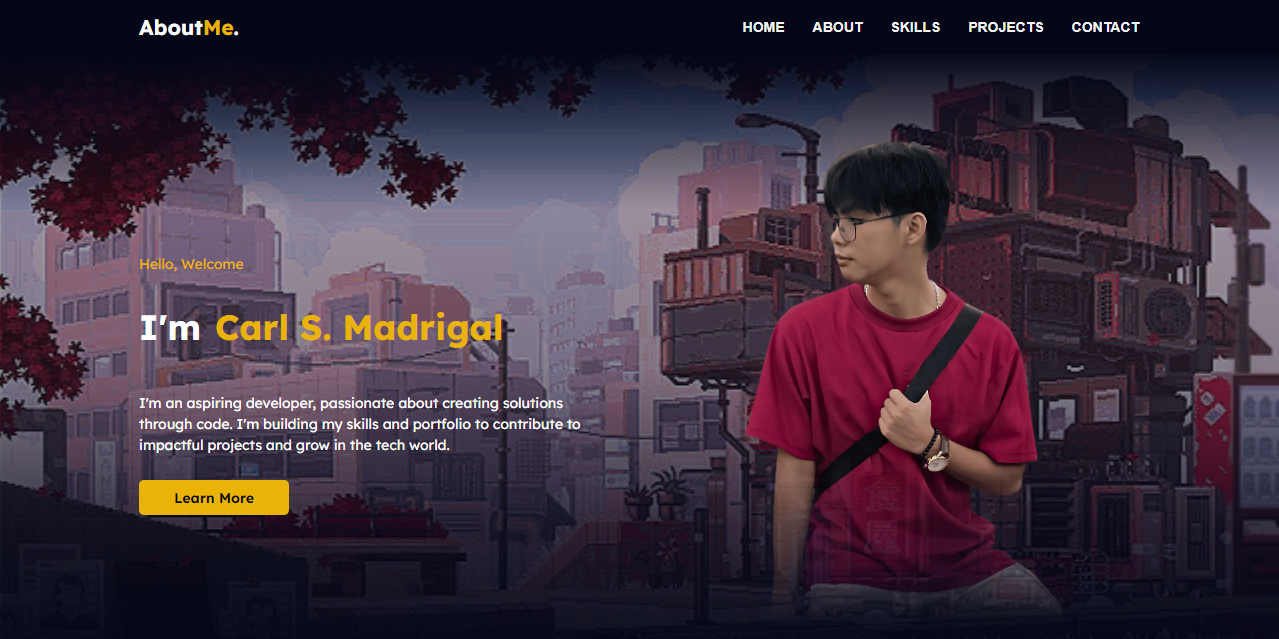 AboutMe.
HOME ABOUT SKILLS PROJECTS CONTACT
Hello, Welcome
I'm Carl S. Madrigal
I'm an aspiring developer, passionate about creating solutions
through code. I'm building my skills and portfolio to contribute to
impactful projects and grow in the tech world.
Learn More